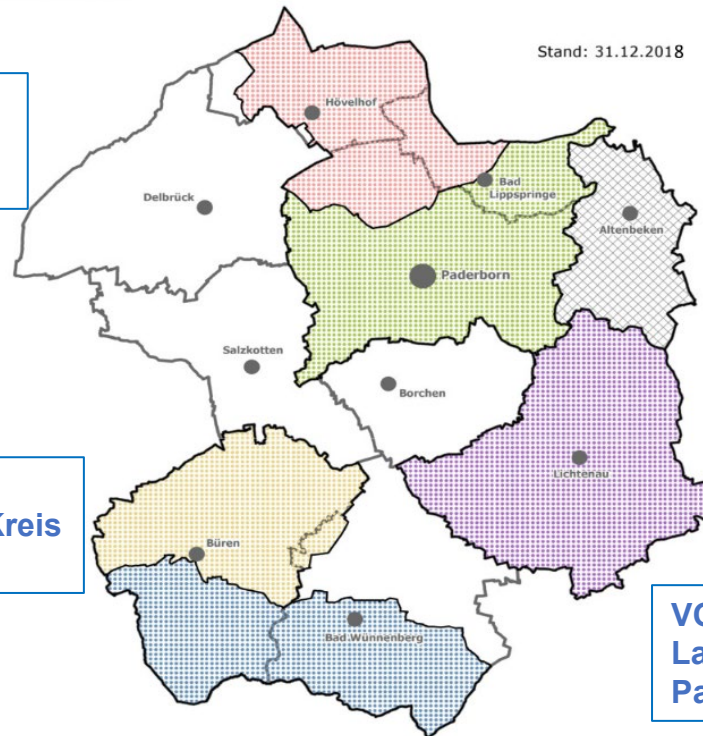 Stand: 31.12.2018
Hövelhof
Delbrück
Bad
Lippspringe
Altenbeken
Paderborn
Salzkotten
Borchen
Lichtenau
Kreis
Büren
Bad Wünnenberg